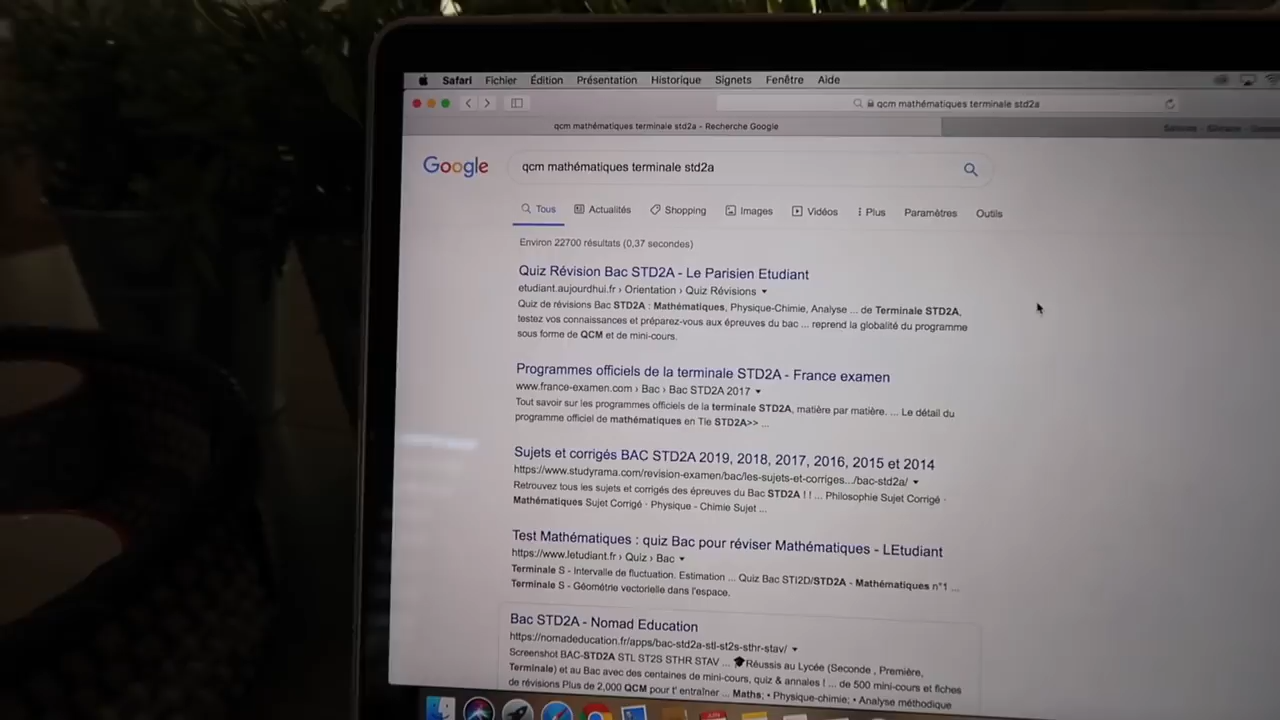 Safari Fichier Édition Présentation Historique Signets Fenêtre Aide
qcm mathématiques terminale std2a
qcm mathématiques terminale std2a - Recherche Google
Google qcm mathématiques terminale std2a
Tous Actualités Shopping Images Vidéos Plus Paramètres Outils
Environ 22700 résultats (0,37 secondes)
Quiz Révision Bac STD2A - Le Parisien Etudiant
etudiant.aujourdhui.fr › Orientation › Quiz Révisions
Quiz de révisions Bac STD2A : Mathématiques, Physique-Chimie, Analyse ... de Terminale STD2A,
testez vos connaissances et préparez-vous aux épreuves du bac ... reprend la globalité du programme
sous forme de QCM et de mini-cours.
Programmes officiels de la terminale STD2A - France examen
www.france-examen.com › Bac › Bac STD2A 2017
Tout savoir sur les programmes officiels de la terminale STD2A, matière par matière. ... Le détail du
programme officiel de mathématiques en Tle STD2A>> ...
Sujets et corrigés BAC STD2A 2019, 2018, 2017, 2016, 2015 et 2014
https://www.studyrama.com/revision-examen/bac/les-sujets-et-corriges.../bac-std2a/
Retrouvez tous les sujets et corrigés des épreuves du Bac STD2A ! ! ... Philosophie Sujet Corrigé ·
Mathématiques Sujet Corrigé · Physique - Chimie Sujet ...
Test Mathématiques : quiz Bac pour réviser Mathématiques - LEtudiant
https://www.letudiant.fr › Quiz › Bac
Terminale S - Intervalle de fluctuation. Estimation ... Quiz Bac STI2D/STD2A - Mathématiques n°1 ...
Terminale S - Géométrie vectorielle dans l'espace.
Bac STD2A - Nomad Education
https://nomadeducation.fr/apps/bac-std2a-stl-st2s-sthr-stav/
Screenshot BAC-STD2A STL ST2S STHR STAV ... 🎓Réussis au Lycée (Seconde , Première,
Terminale) et au Bac avec des centaines de mini-cours, quiz & annales ! ... de 500 mini-cours et fiches
de révisions Plus de 2,000 QCM pour t' entraîner ... Maths; • Physique-chimie; • Analyse méthodique